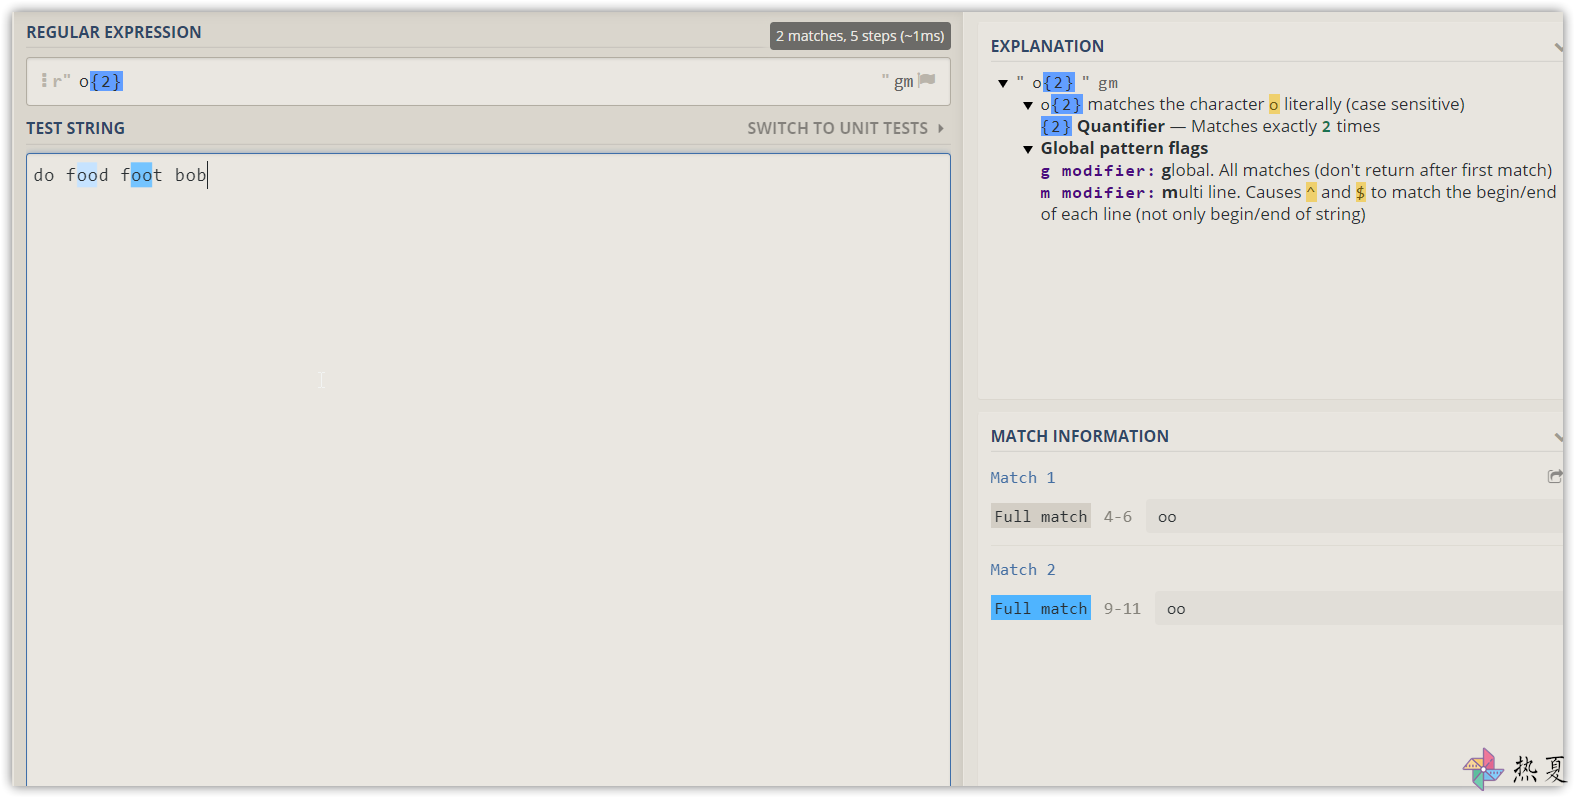 REGULAR EXPRESSION
2 matches, 5 steps (~1ms)
r" o{2} " gm
TEST STRING
SWITCH TO UNIT TESTS
do food foot bob
EXPLANATION
" o{2} " gm
o{2} matches the character o literally (case sensitive)
{2} Quantifier — Matches exactly 2 times
Global pattern flags
g modifier: global. All matches (don't return after first match)
m modifier: multi line. Causes ^ and $ to match the begin/end
of each line (not only begin/end of string)
MATCH INFORMATION
Match 1
Full match 4-6 oo
Match 2
Full match 9-11 oo
热夏